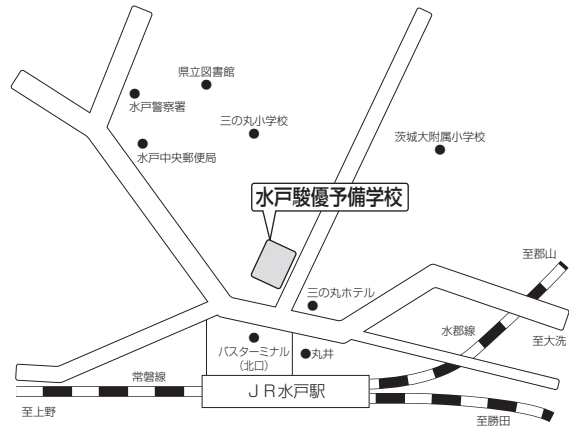 県立図書館
水戸警察署
三の丸小学校
茨城大附属小学校
水戸中央郵便局
水戸駿優予備学校
至郡山
三の丸ホテル
水郡線
至大洗
バスターミナル
（北口）
丸井
常磐線
ＪＲ水戸駅
至上野
至勝田